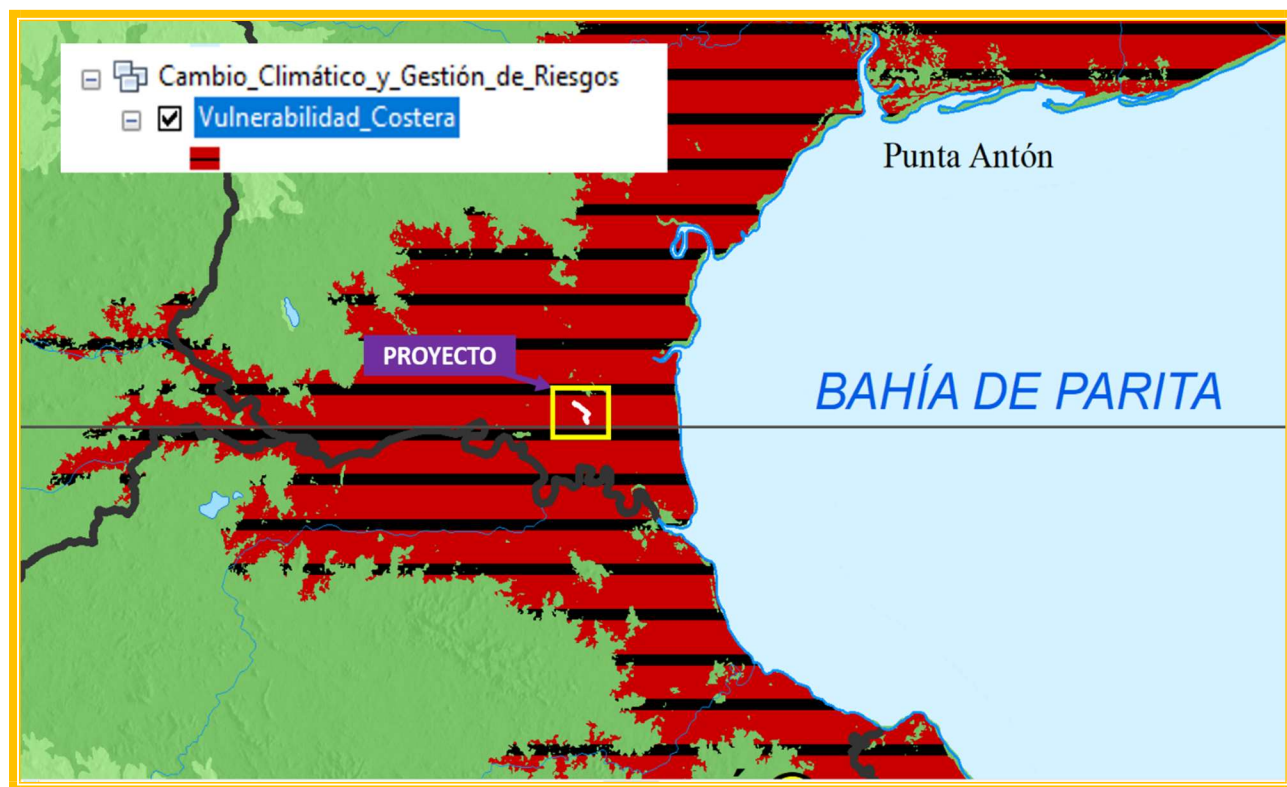 Cambio_Climático_y_Gestión_de_Riesgos
Vulnerabilidad_Costera
Punta Antón
PROYECTO
BAHÍA DE PARITA